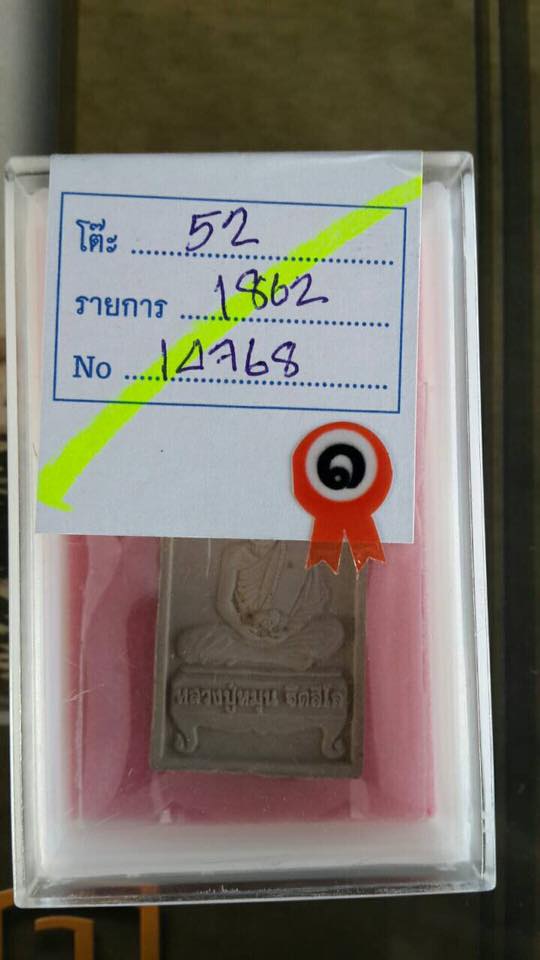 โต๊ะ 52
รายการ 1862
No 14768
๑
หลวงปู่หมุน ฐิตสีโล